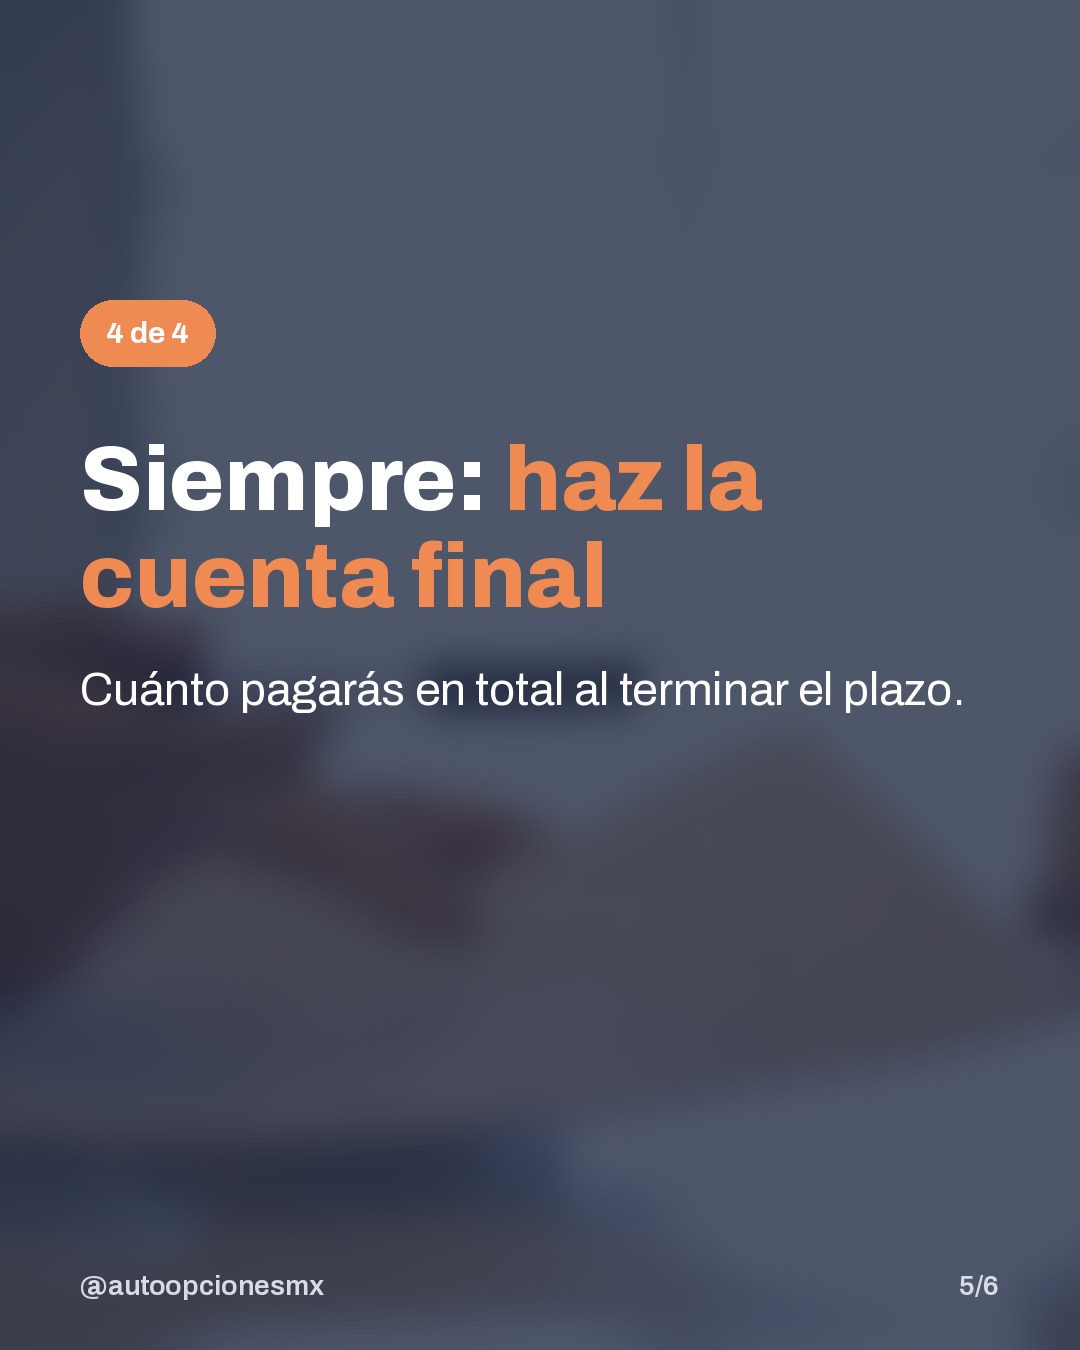 4 de 4
Siempre: haz la
cuenta final
Cuánto pagarás en total al terminar el plazo.
@autoopcionesmx
5/6